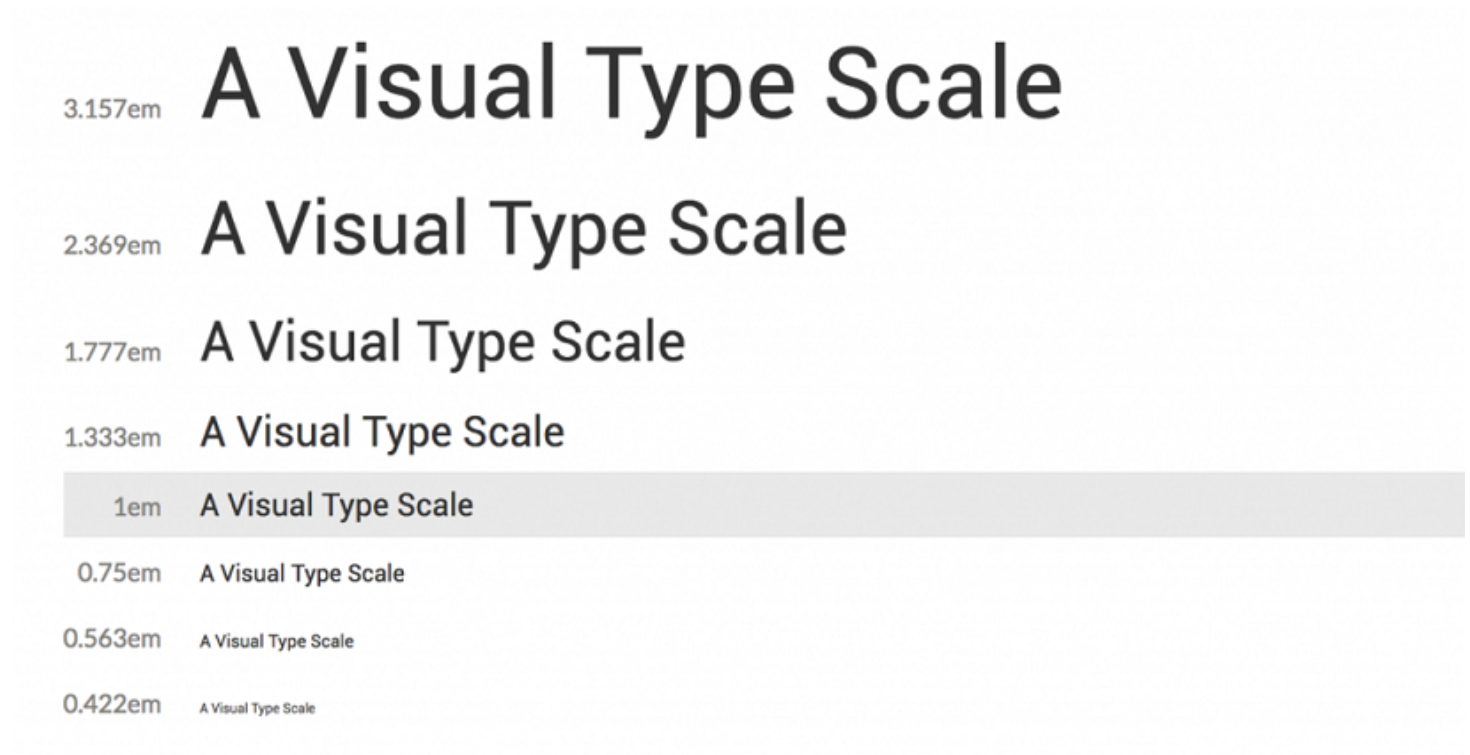 3.157em A Visual Type Scale
2.369em A Visual Type Scale
1.777em A Visual Type Scale
1.333em A Visual Type Scale
1em A Visual Type Scale
0.75em A Visual Type Scale
0.563em A Visual Type Scale
0.422em A Visual Type Scale